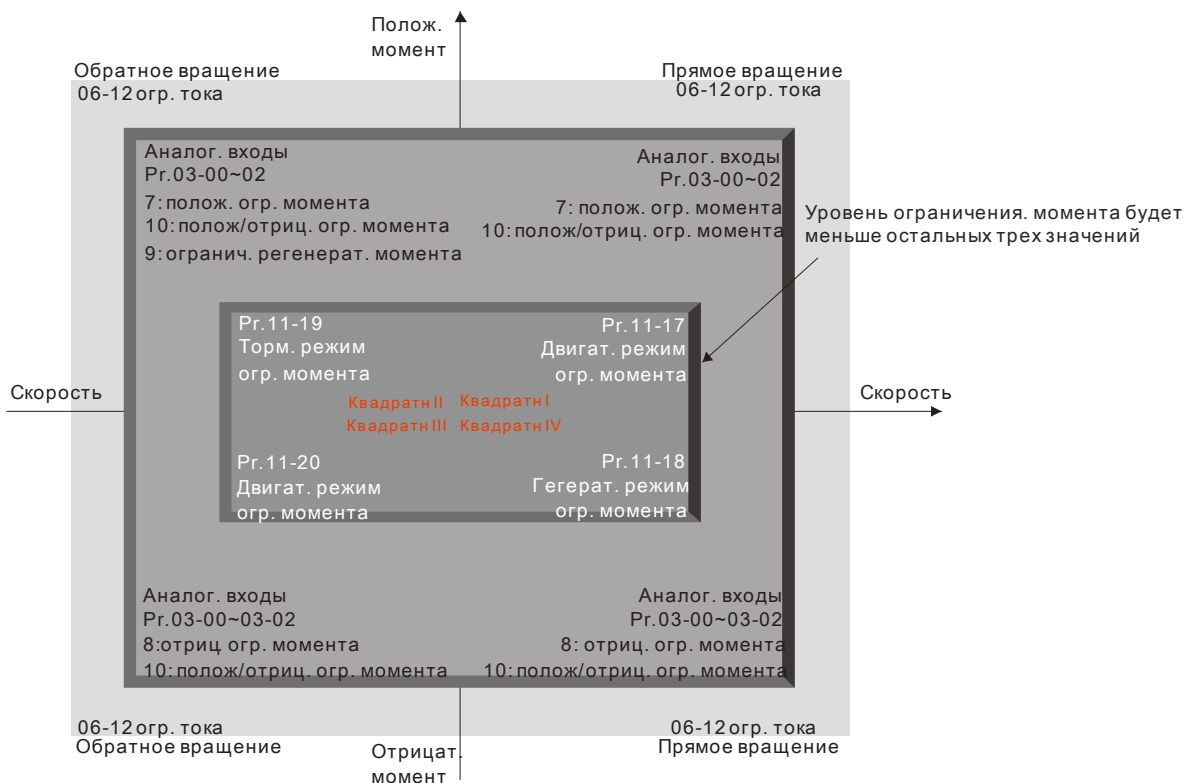 Полож.
момент
Обратное вращение
06-12 огр. тока
Прямое вращение
06-12 огр. тока
Аналог. входы
Pr.03-00~02
7: полож. огр. момента
10: полож/отриц. огр. момента
9: огранич. регенерат. момента
Аналог. входы
Pr.03-00~02
7: полож. огр. момента
10: полож/отриц. огр. момента
Уровень ограничения. момента будет
меньше остальных трех значений
Pr.11-19
Торм. режим
огр. момента
Pr.11-17
Двигат. режим
огр. момента
Скорость
Скорость
Квадратн II
Квадратн I
Квадратн III
Квадратн IV
Pr.11-20
Двигат. режим
огр. момента
Pr.11-18
Гегерат. режим
огр. момента
Аналог. входы
Pr.03-00~03-02
8:отриц огр. момента
10: полож/отриц. огр. момента
Аналог. входы
Pr.03-00~03-02
8: отриц. огр. момента
10: полож/отриц. огр. момента
06-12 огр. тока
Обратное вращение
06-12 огр. тока
Прямое вращение
Отрицат.
момент